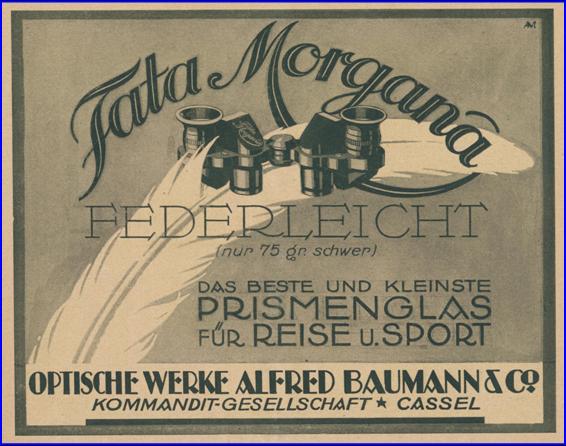 AM
Fata Morgana
FEDERLEICHT
(nur 75 gr. schwer)
DAS BESTE UND KLEINSTE
PRISMENGLAS
FÜR REISE U. SPORT
OPTISCHE WERKE ALFRED BAUMANN & Co.
KOMMANDIT-GESELLSCHAFT ★ CASSEL